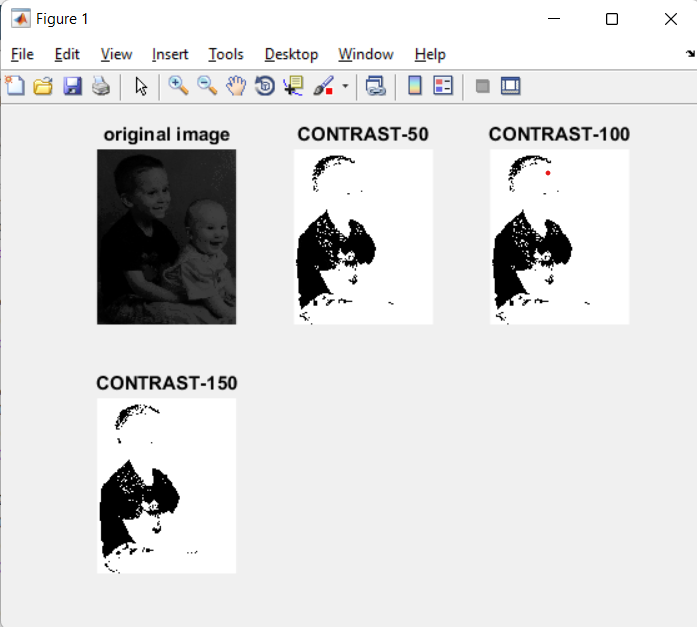 Figure 1
File Edit View Insert Tools Desktop Window Help
original image
CONTRAST-50
CONTRAST-100
CONTRAST-150